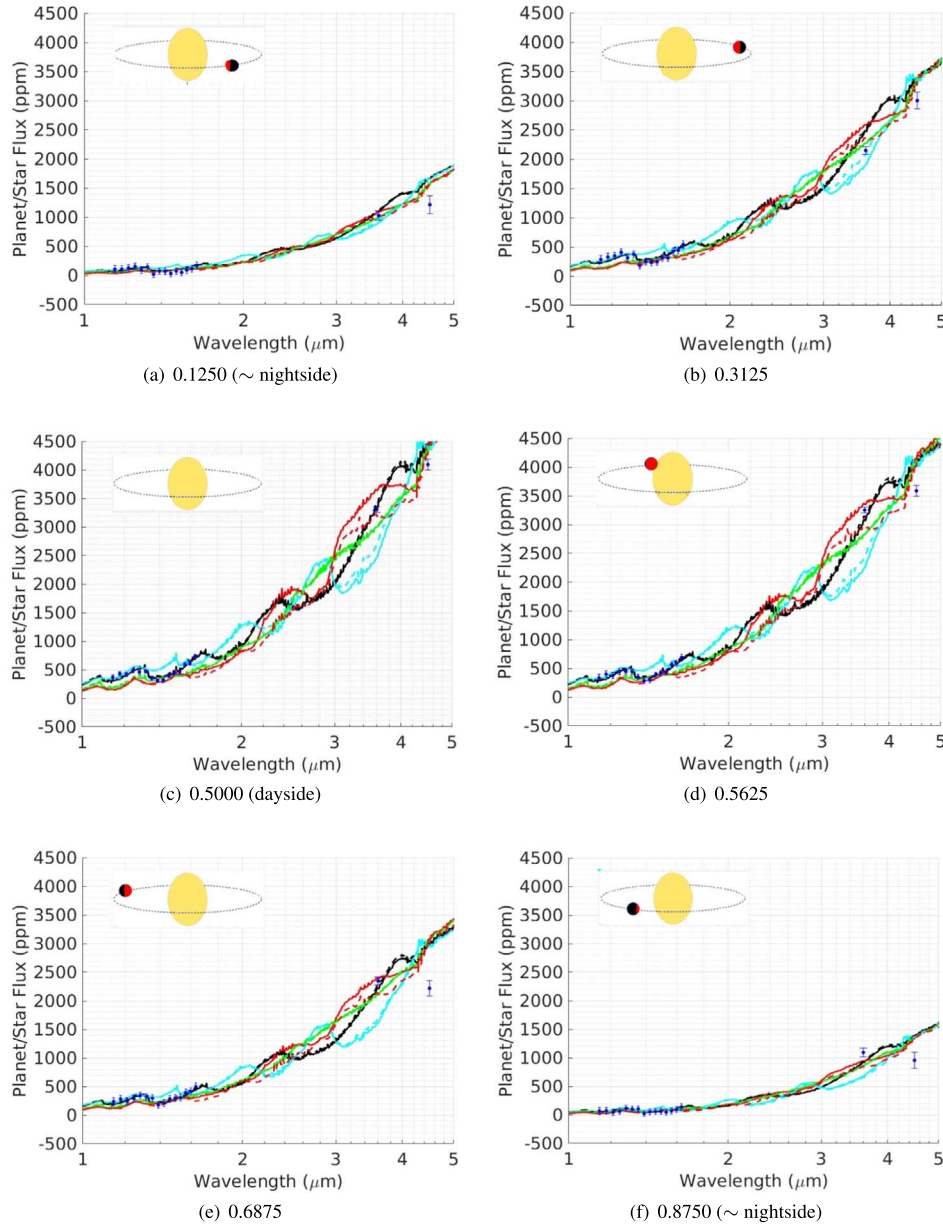 4500
4000
3500
3000
2500
2000
1500
1000
500
0
-500
Planet/Star Flux (ppm)
1 2 3 4 5
Wavelength (μm)
(a) 0.1250 (∼ nightside)
4500
4000
3500
3000
2500
2000
1500
1000
500
0
-500
Planet/Star Flux (ppm)
1 2 3 4 5
Wavelength (μm)
(b) 0.3125
4500
4000
3500
3000
2500
2000
1500
1000
500
0
-500
Planet/Star Flux (ppm)
1 2 3 4 5
Wavelength (μm)
(c) 0.5000 (dayside)
4500
4000
3500
3000
2500
2000
1500
1000
500
0
-500
Planet/Star Flux (ppm)
1 2 3 4 5
Wavelength (μm)
(d) 0.5625
4500
4000
3500
3000
2500
2000
1500
1000
500
0
-500
Planet/Star Flux (ppm)
1 2 3 4 5
Wavelength (μm)
(e) 0.6875
4500
4000
3500
3000
2500
2000
1500
1000
500
0
-500
Planet/Star Flux (ppm)
1 2 3 4 5
Wavelength (μm)
(f) 0.8750 (∼ nightside)